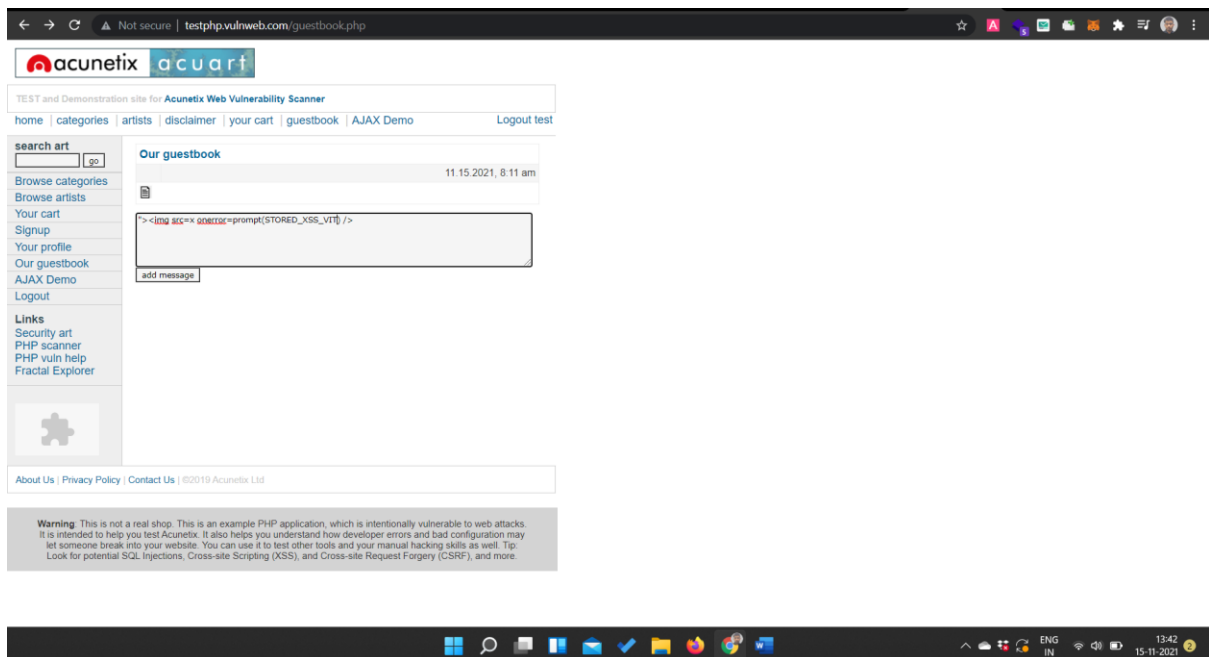 Not secure | testphp.vulnweb.com/guestbook.php
acunetix acuart
TEST and Demonstration site for Acunetix Web Vulnerability Scanner
home | categories | artists | disclaimer | your cart | guestbook | AJAX Demo
Logout test
search art
go
Browse categories
Browse artists
Your cart
Signup
Your profile
Our guestbook
AJAX Demo
Logout
Links
Security art
PHP scanner
PHP vuln help
Fractal Explorer
Our guestbook
11.15.2021, 8:11 am
"><img src=x onerror=prompt(STORED_XSS_VIT) />
add message
About Us | Privacy Policy | Contact Us | ©2019 Acunetix Ltd
Warning: This is not a real shop. This is an example PHP application, which is intentionally vulnerable to web attacks.
It is intended to help you test Acunetix. It also helps you understand how developer errors and bad configuration may
let someone break into your website. You can use it to test other tools and your manual hacking skills as well. Tip:
Look for potential SQL Injections, Cross-site Scripting (XSS), and Cross-site Request Forgery (CSRF), and more.
ENG
IN
13:42
15-11-2021
2